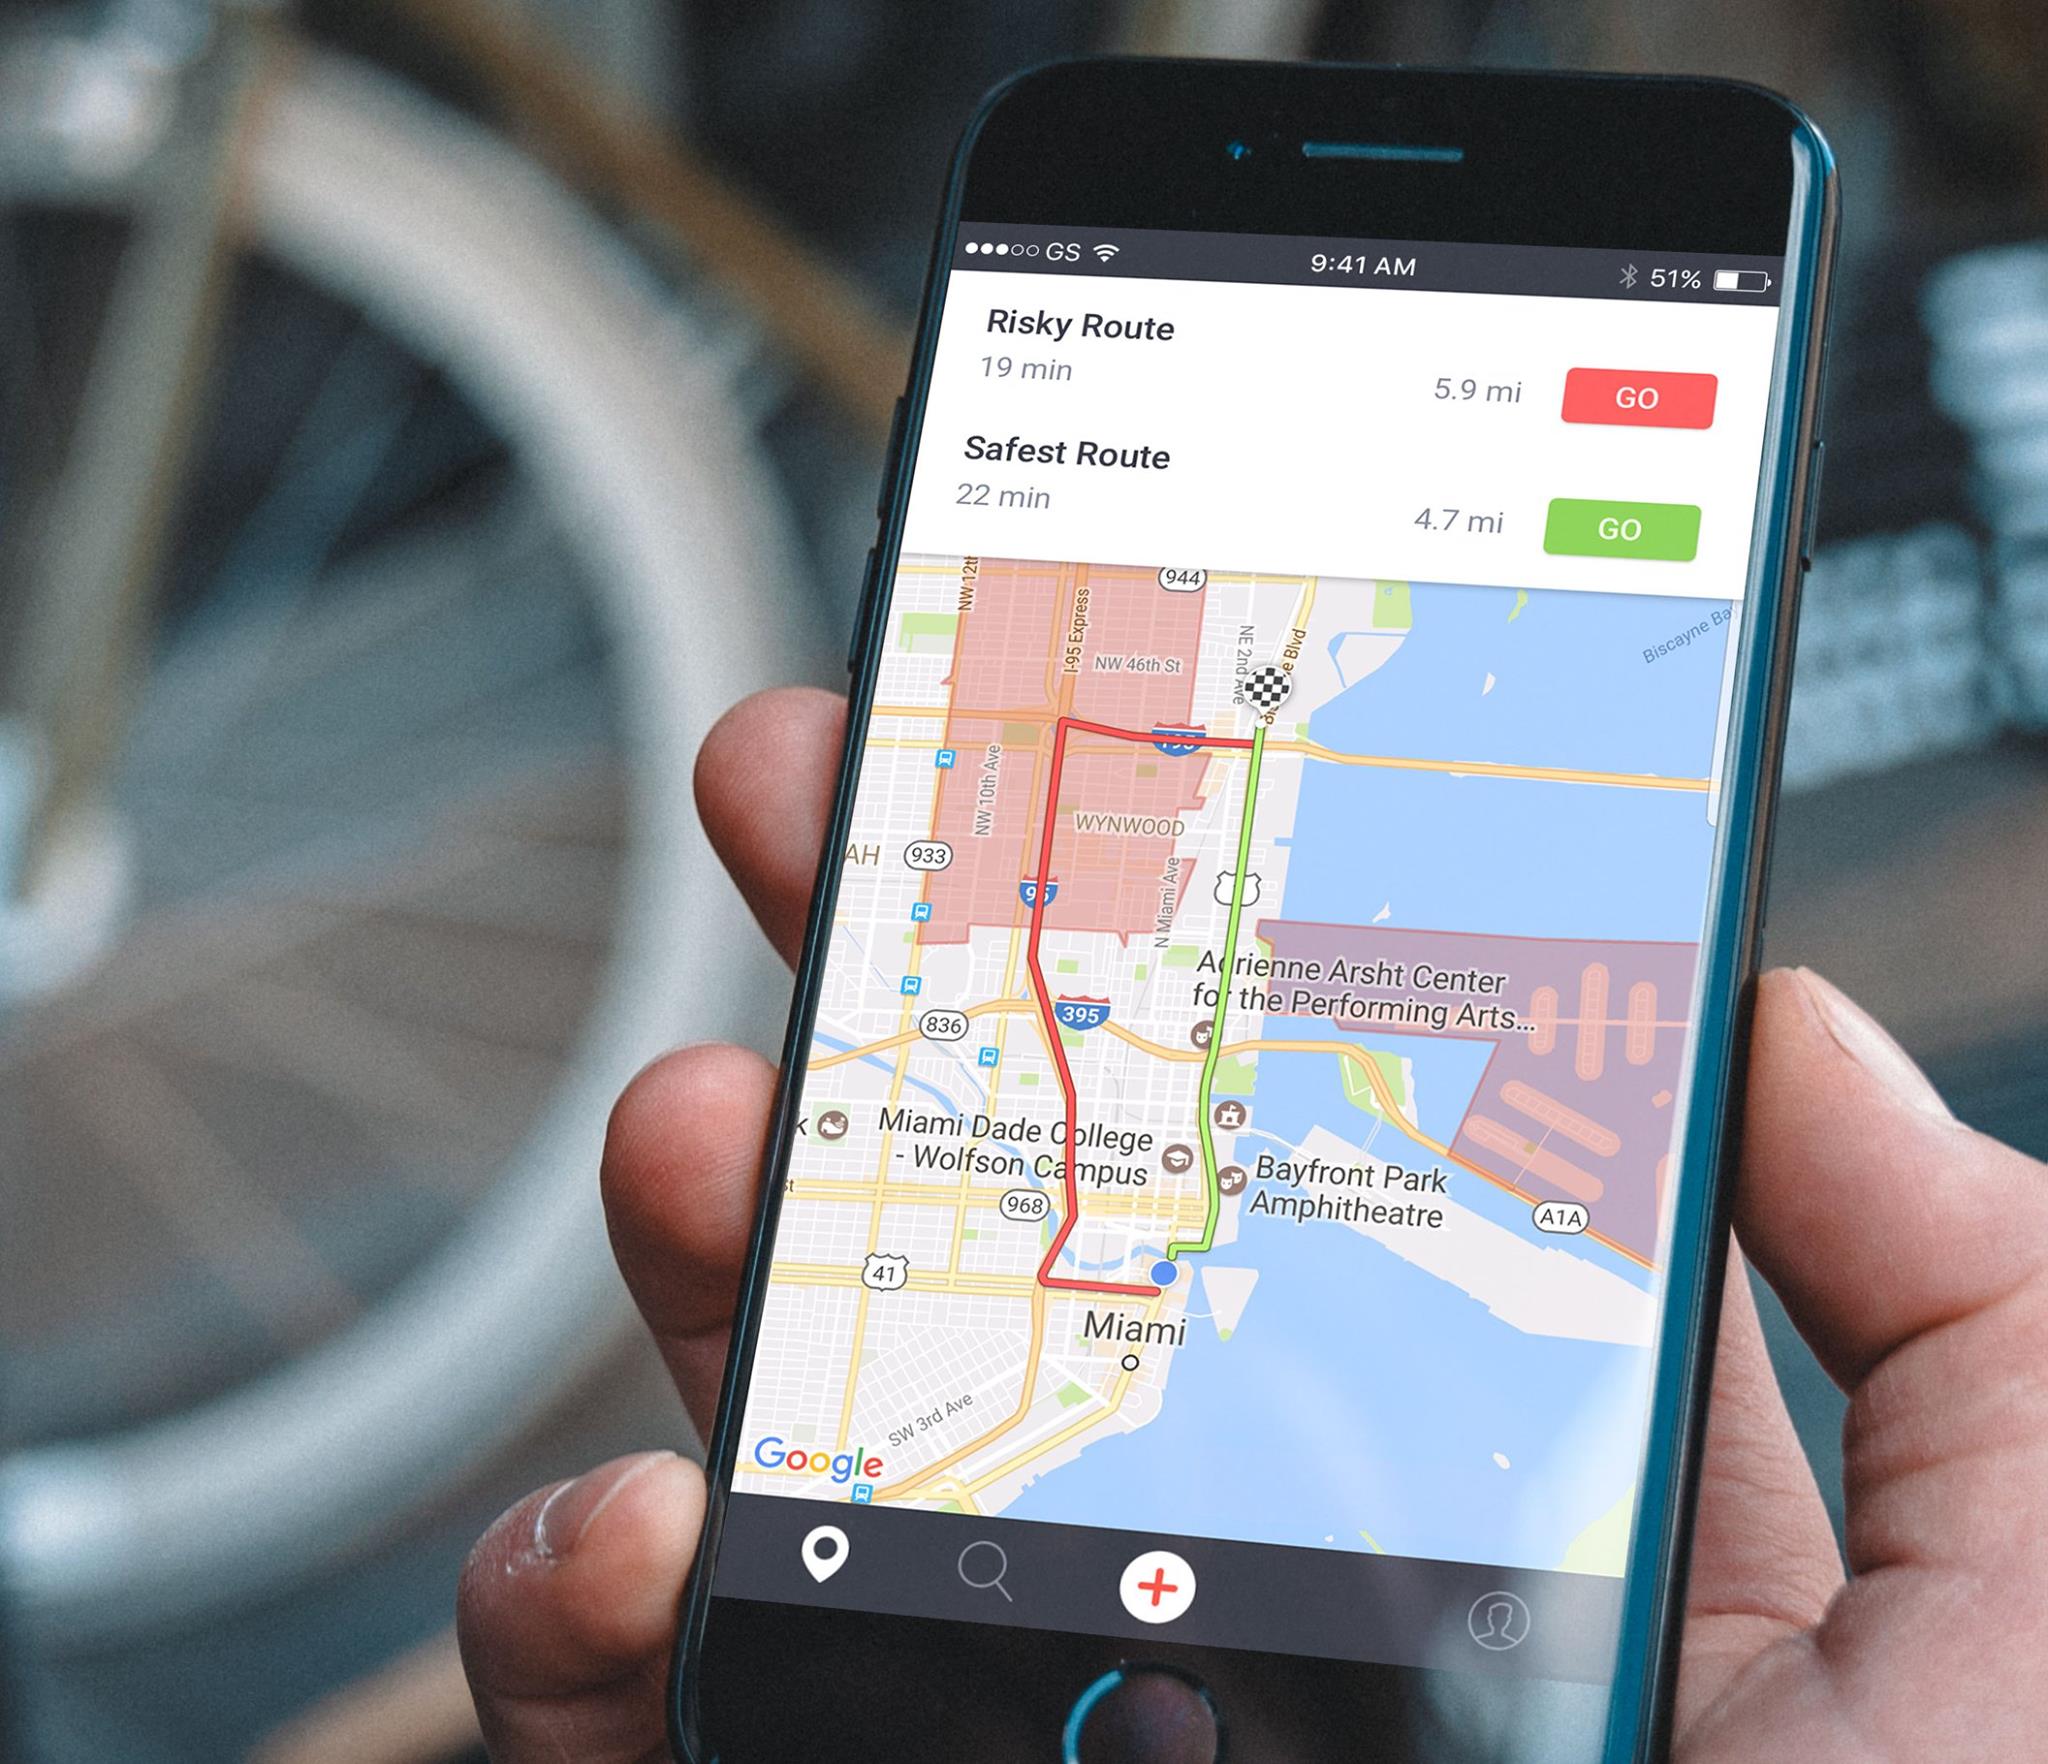 GS
9:41 AM
51%
Risky Route
19 min
5.9 mi
GO
Safest Route
22 min
4.7 mi
GO
NW 12th
I-95 Express
944
NW 46th St
NE 2nd Ave
Blvd
Biscayne Bay
195
NW 10th Ave
WYNWOOD
933
95
N Miami Ave
Adrienne Arsht Center
for the Performing Arts...
395
836
Miami Dade College
- Wolfson Campus
Bayfront Park
Amphitheatre
968
A1A
41
Miami
SW 3rd Ave
Google